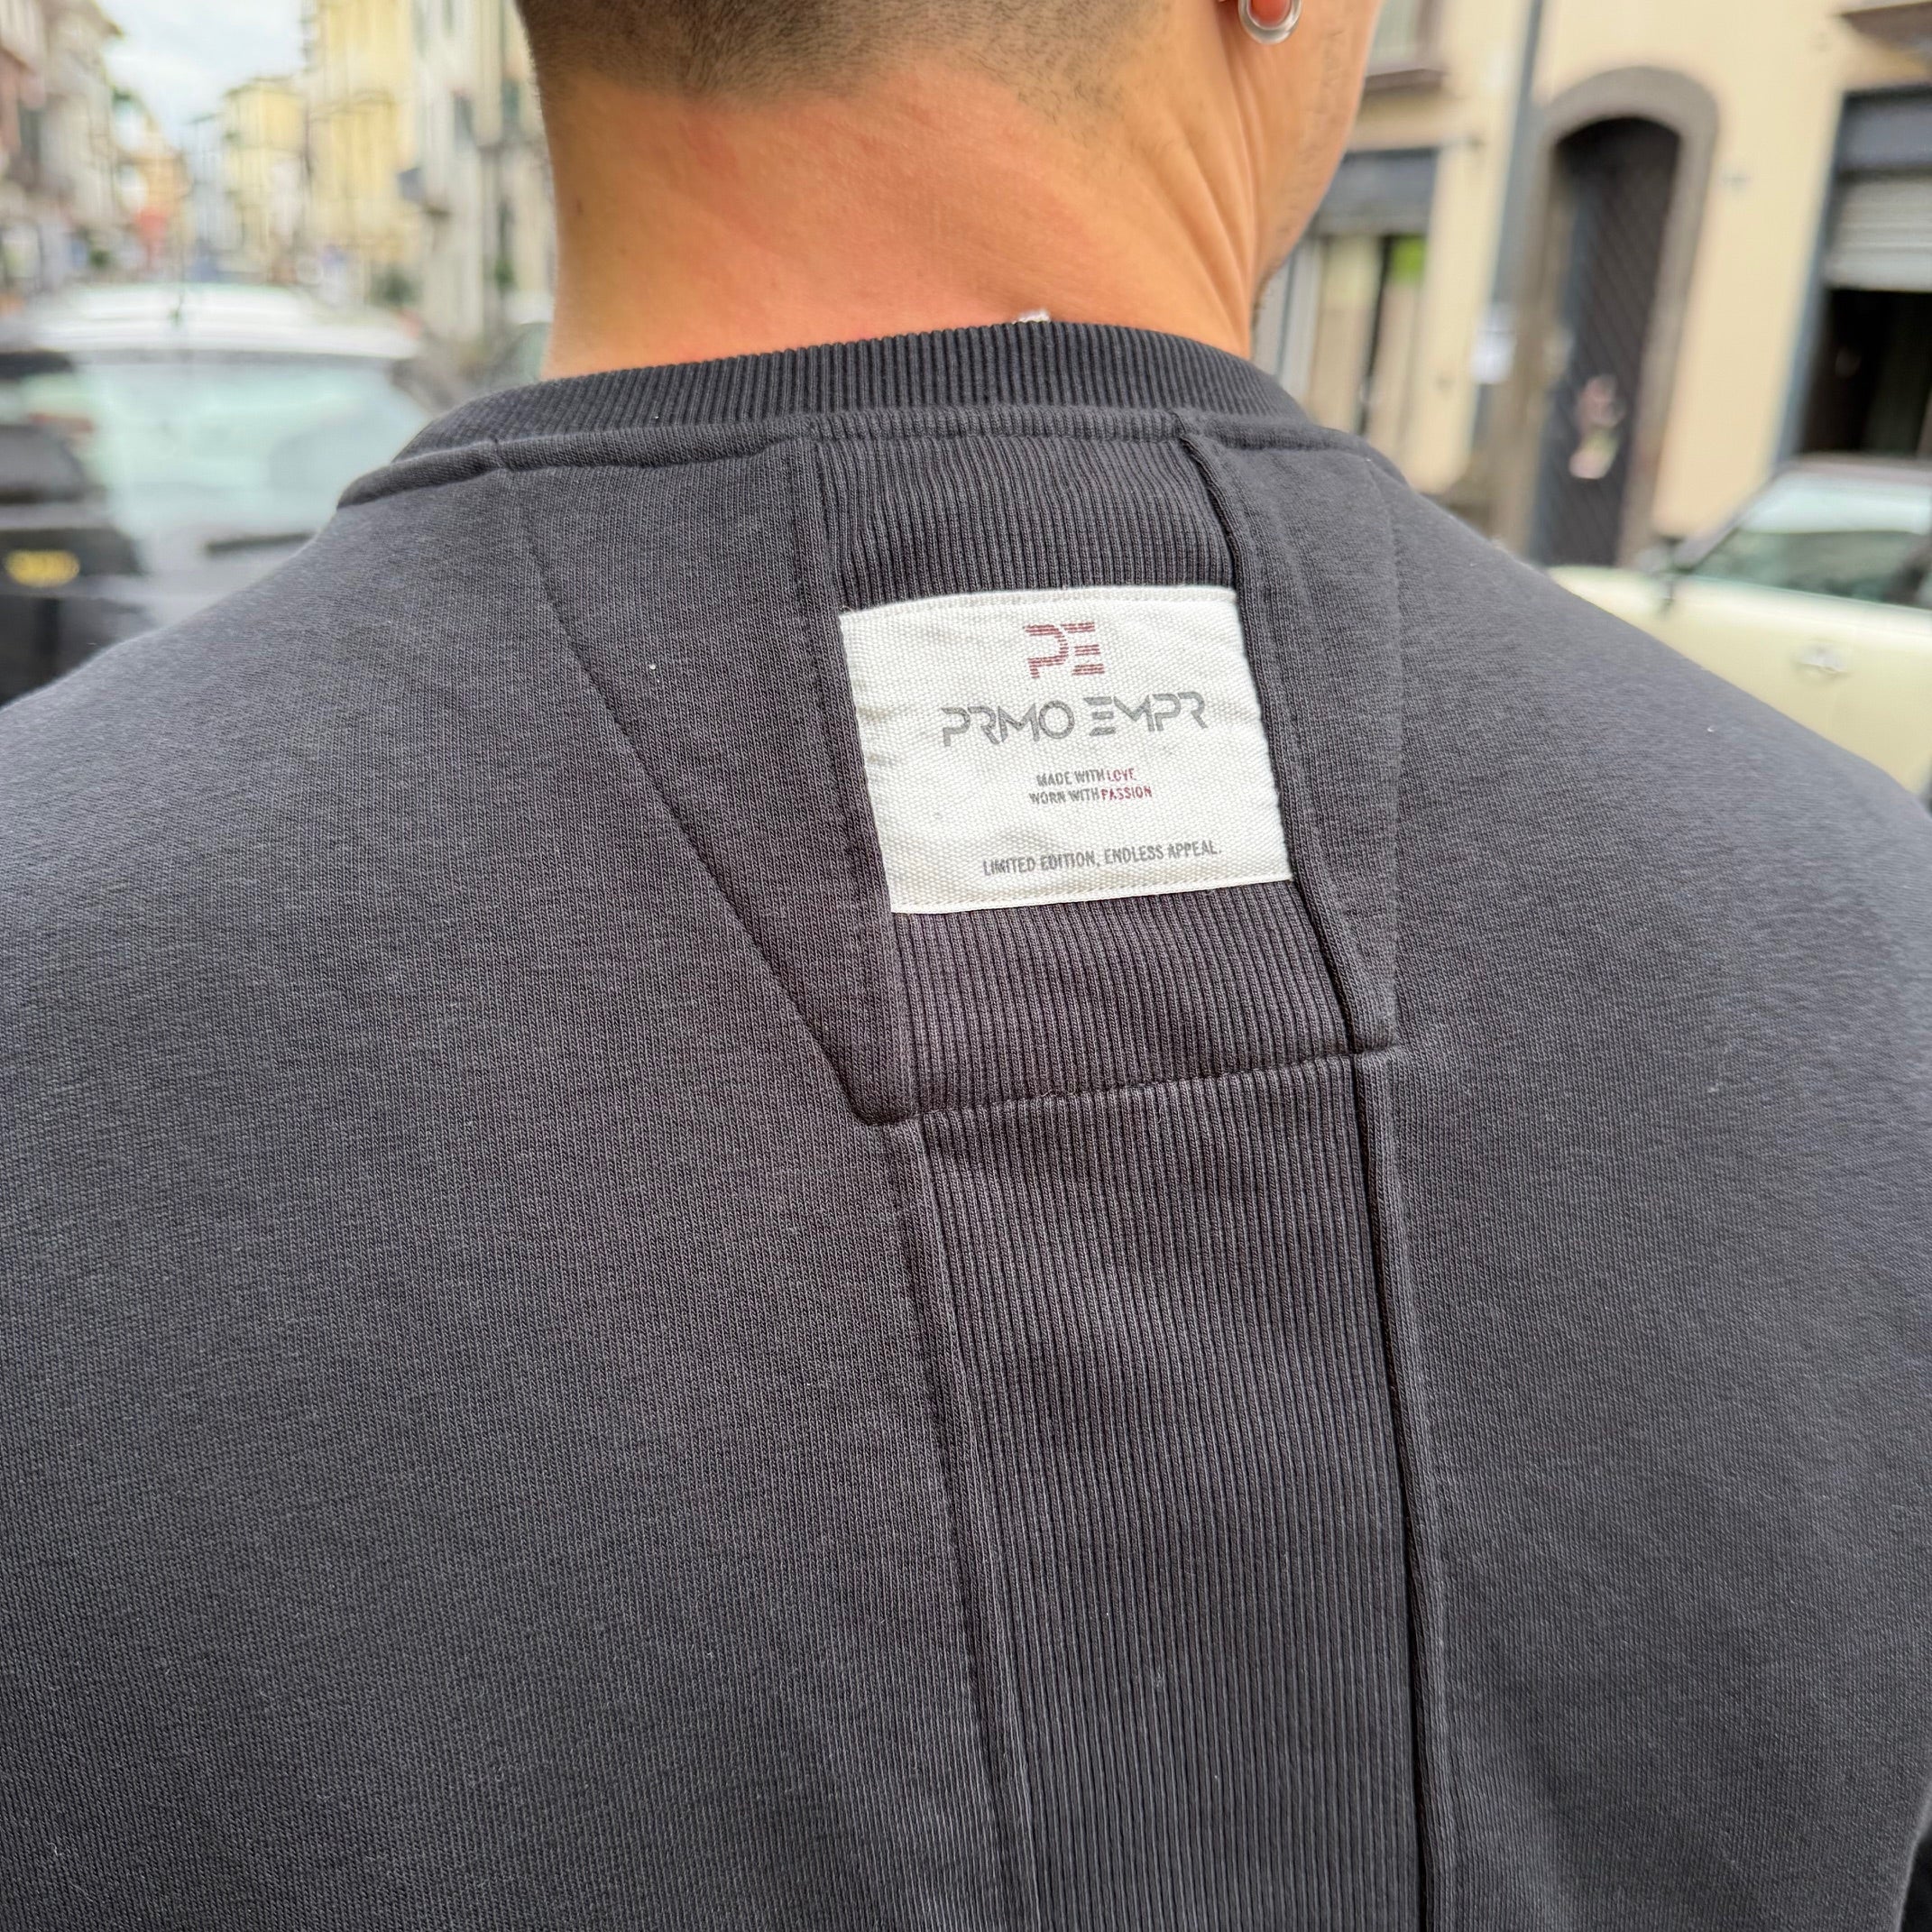 PE
PRMO EMPR
MADE WITH LOVE
WORN WITH PASSION
LIMITED EDITION, ENDLESS APPEAL.